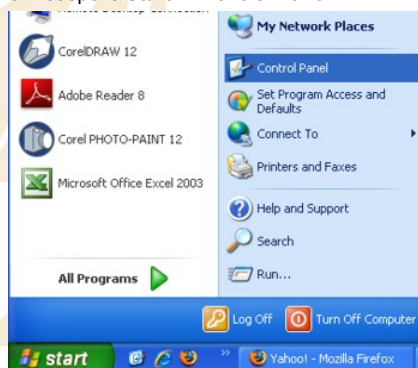 My Network Places
CorelDRAW 12
Control Panel
Adobe Reader 8
Set Program Access and
Defaults
Corel PHOTO-PAINT 12
Connect To
Printers and Faxes
Microsoft Office Excel 2003
Help and Support
Search
All Programs
Run...
Log Off
Turn Off Computer
start
Yahoo! - Mozilla Firefox